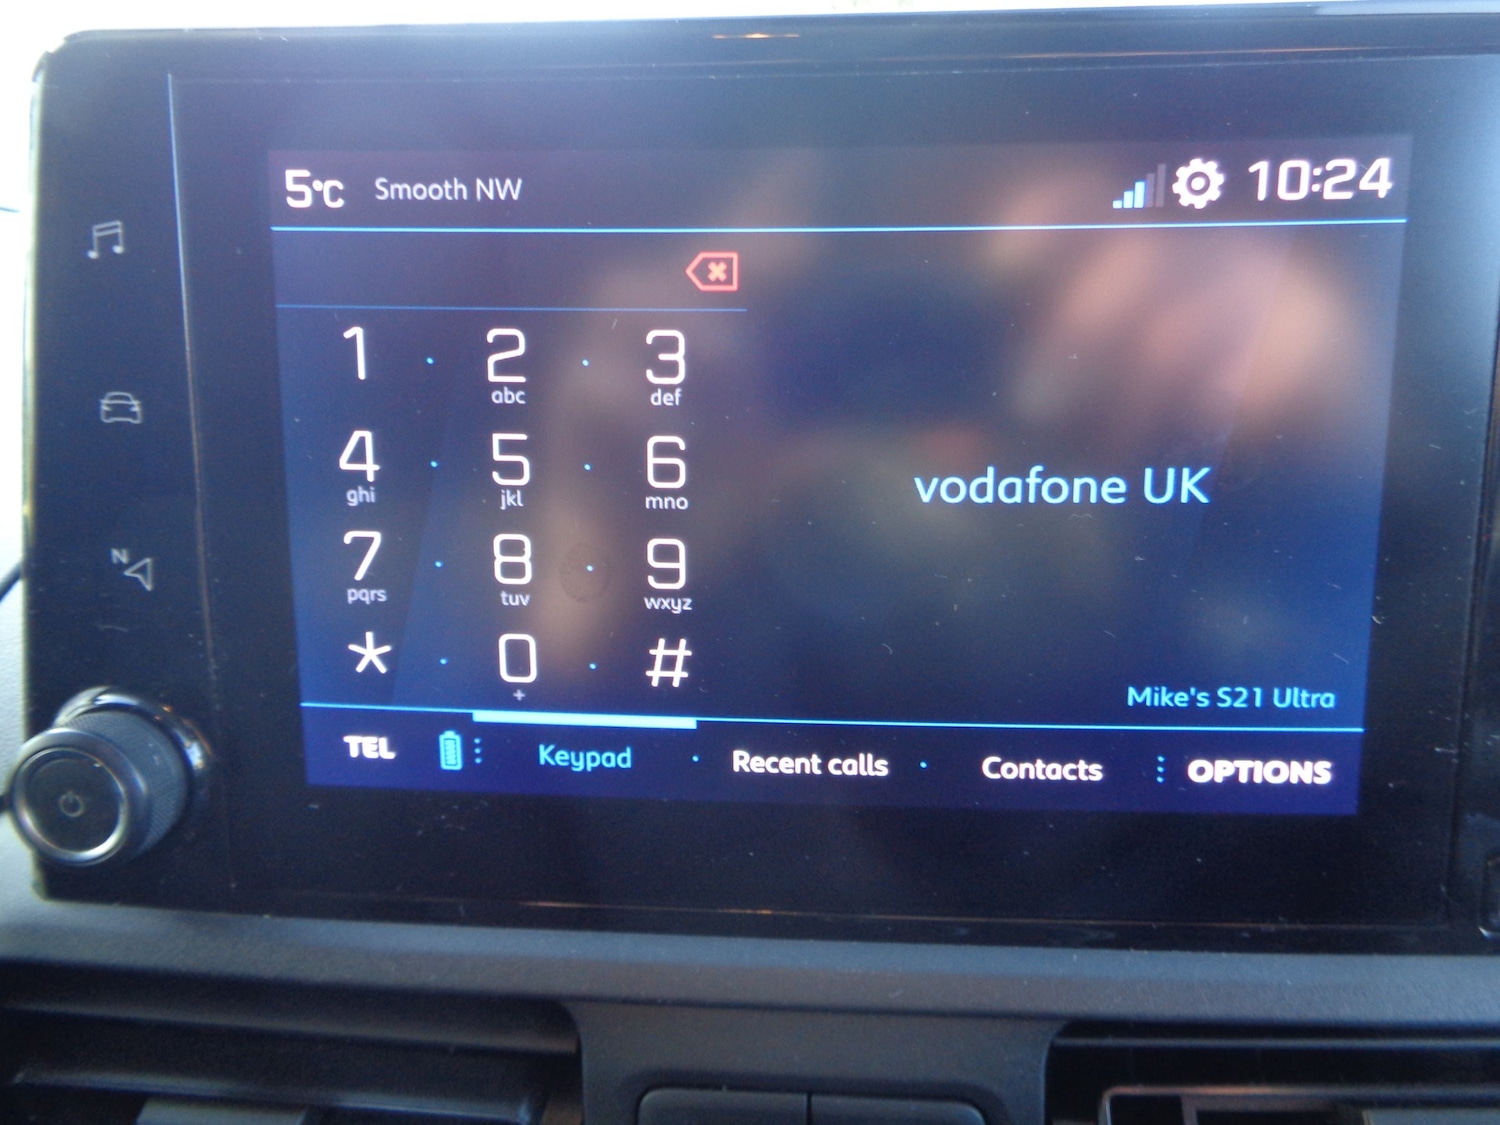 5°C Smooth NW 10:24
1 2 3
abc def
4 5 6
ghi jkl mno
7 8 9
pqrs tuv wxyz
* 0 #
+
vodafone UK
Mike's S21 Ultra
TEL Keypad Recent calls Contacts OPTIONS
N